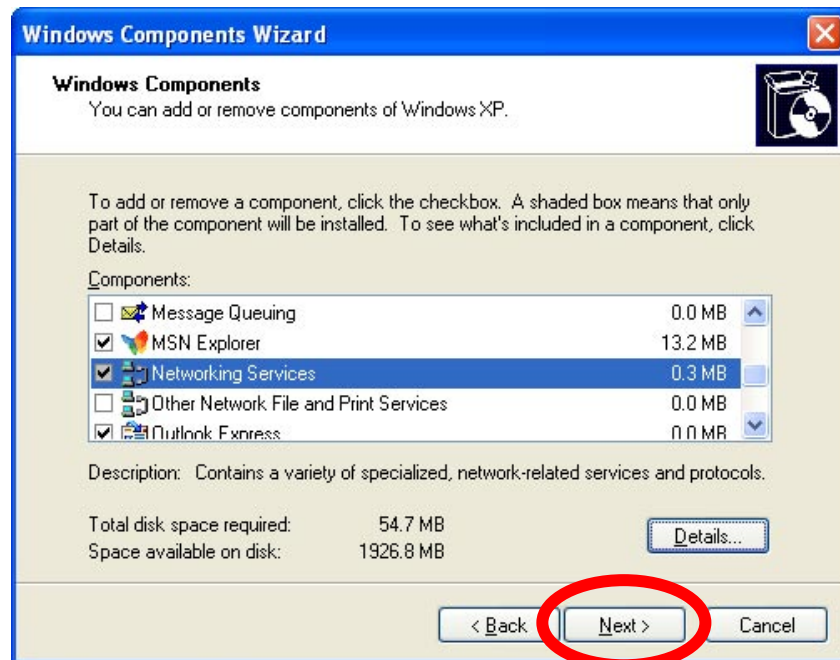 Windows Components Wizard
Windows Components
You can add or remove components of Windows XP.
To add or remove a component, click the checkbox. A shaded box means that only
part of the component will be installed. To see what's included in a component, click
Details.
Components:
Message Queuing 0.0 MB
MSN Explorer 13.2 MB
Networking Services 0.3 MB
Other Network File and Print Services 0.0 MB
Outlook Express 0.0 MB
Description: Contains a variety of specialized, network-related services and protocols.
Total disk space required: 54.7 MB
Space available on disk: 1926.8 MB
Details...
< Back Next > Cancel